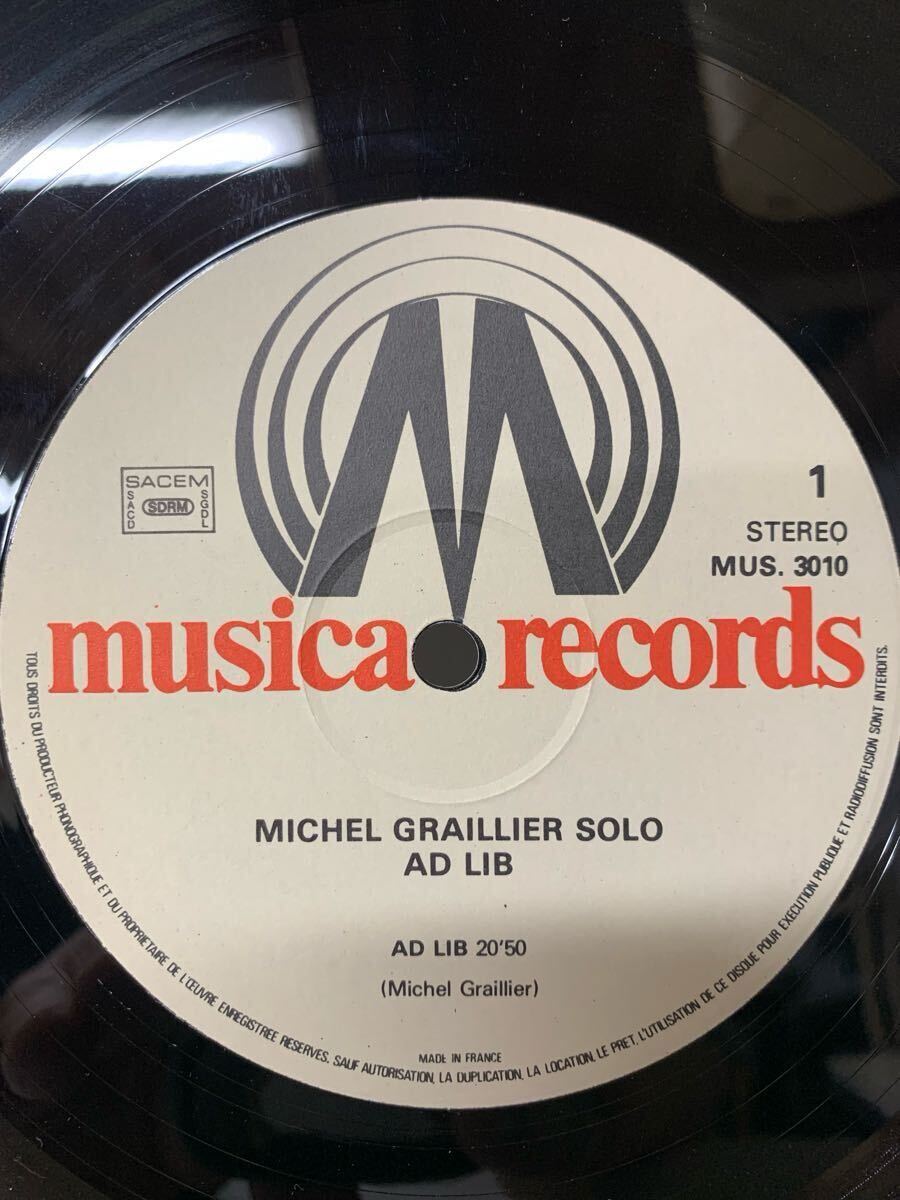 SACEM
SACD
SDRM
SGDL
1
STEREO
MUS. 3010
musica records
MICHEL GRAILLIER SOLO
AD LIB
AD LIB 20'50
(Michel Graillier)
MADE IN FRANCE
TOUS DROITS DU PRODUCTEUR PHONOGRAPHIQUE ET DU PROPRIETAIRE DE L'ŒUVRE ENREGISTREE RESERVES. SAUF AUTORISATION, LA DUPLICATION, LA LOCATION, LE PRET, L'UTILISATION DE CE DISQUE POUR EXECUTION PUBLIQUE ET RADIODIFFUSION SONT INTERDITS.